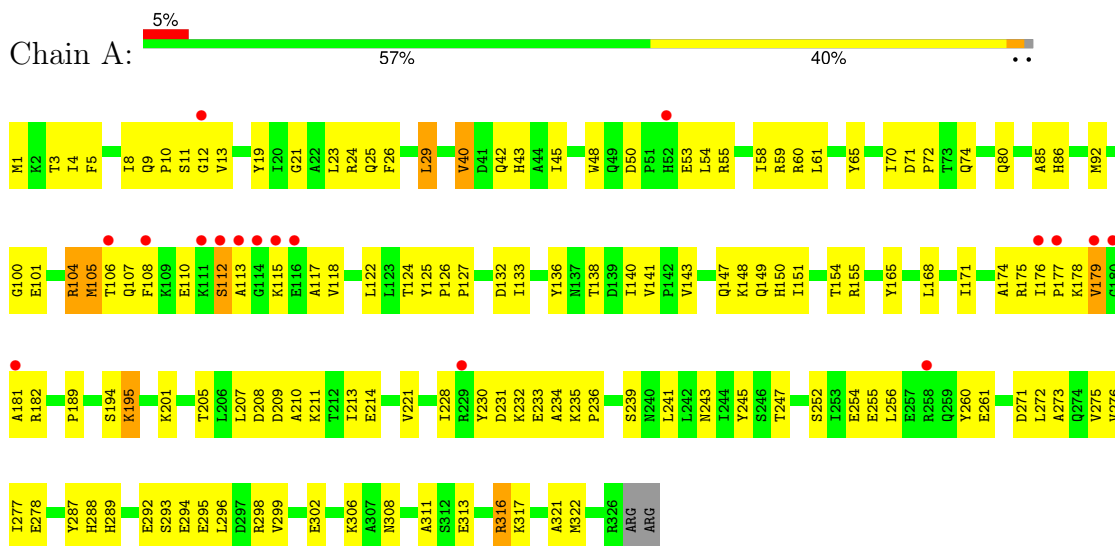 5%
Chain A:
57% 40% ••
M1 K2 T3 I4 F5 I8 Q9 P10 S11 G12 V13 Y19 I20 G21 A22 L23 R24 Q25 F26 L29 V40 D41 Q42 H43 A44 I45 W48 Q49 D50 P51 H52 E53 L54 R55 I58 R59 R60 L61 Y65 I70 D71 P72 T73 Q74 Q80 A85 H86 M92
G100 E101 R104 M105 T106 Q107 F108 K109 E110 K111 S112 A113 G114 K115 E116 A117 V118 L122 L123 T124 Y125 P126 P127 D132 I133 Y136 N137 T138 D139 I140 V141 P142 V143 Q147 K148 Q149 H150 I151 T154 R155 Y165 L168 I171 A174 R175 I176 P177 K178 V179 G180
A181 R182 P189 S194 K195 K201 T205 L206 L207 D208 D209 A210 K211 T212 I213 E214 V221 I228 R229 Y230 D231 K232 E233 A234 K235 P236 S239 N240 L241 L242 N243 I244 Y245 S246 T247 S252 I253 E254 E255 L256 E257 R258 Q259 Y260 E261 D271 L272 A273 Q274 V275
I277 E278 Y287 H288 H289 E292 S293 E294 E295 L296 D297 R298 V299 E302 K306 A307 N308 A311 S312 E313 R316 K317 A321 M322 R326 ARG ARG